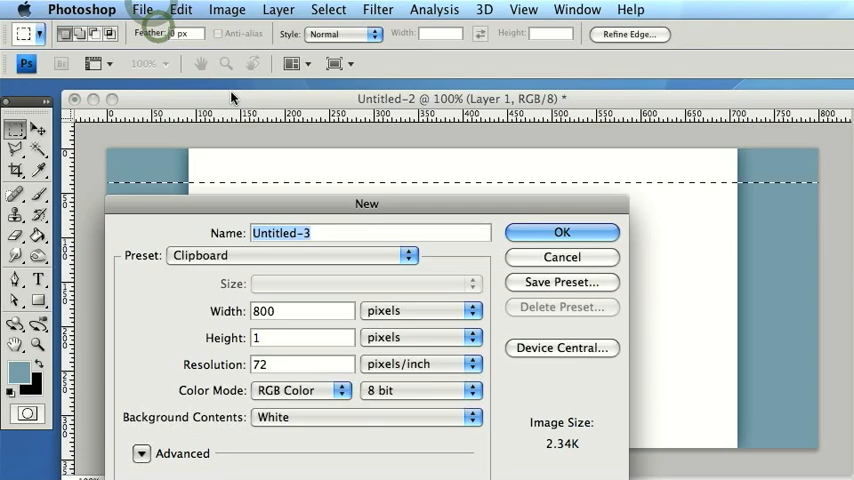 Photoshop File Edit Image Layer Select Filter Analysis 3D View Window Help
Feather: 0 px Anti-alias Style: Normal Width: Height: Refine Edge...
Ps Br 100%
Untitled-2 @ 100% (Layer 1, RGB/8) *
0 50 100 150 200 250 300 350 400 450 500 550 600 650 700 750 800
New
Name: Untitled-3 OK
Preset: Clipboard Cancel
Size: Save Preset...
Width: 800 pixels Delete Preset...
Height: 1 pixels
Resolution: 72 pixels/inch Device Central...
Color Mode: RGB Color 8 bit
Background Contents: White Image Size:
2.34K
Advanced